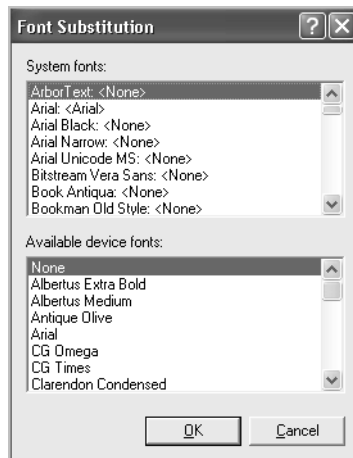 Font Substitution
System fonts:
ArborText: <None>
Arial: <Arial>
Arial Black: <None>
Arial Narrow: <None>
Arial Unicode MS: <None>
Bitstream Vera Sans: <None>
Book Antiqua: <None>
Bookman Old Style: <None>
Available device fonts:
None
Albertus Extra Bold
Albertus Medium
Antique Olive
Arial
CG Omega
CG Times
Clarendon Condensed
OK Cancel